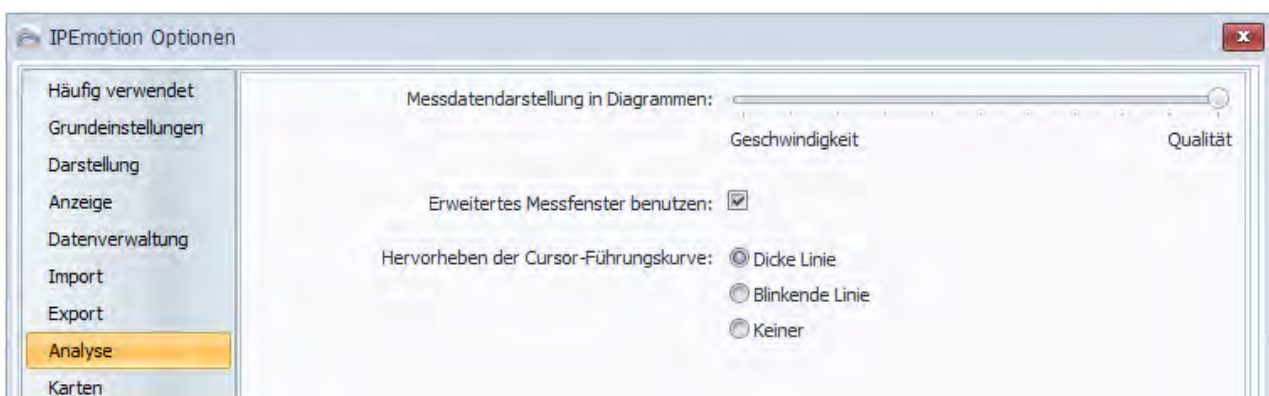 IPEmotion Optionen
Häufig verwendet
Grundeinstellungen
Darstellung
Anzeige
Datenverwaltung
Import
Export
Analyse
Karten
Messdatendarstellung in Diagrammen:
Geschwindigkeit Qualität
Erweitertes Messfenster benutzen:
Hervorheben der Cursor-Führungskurve: Dicke Linie
Blinkende Linie
Keiner